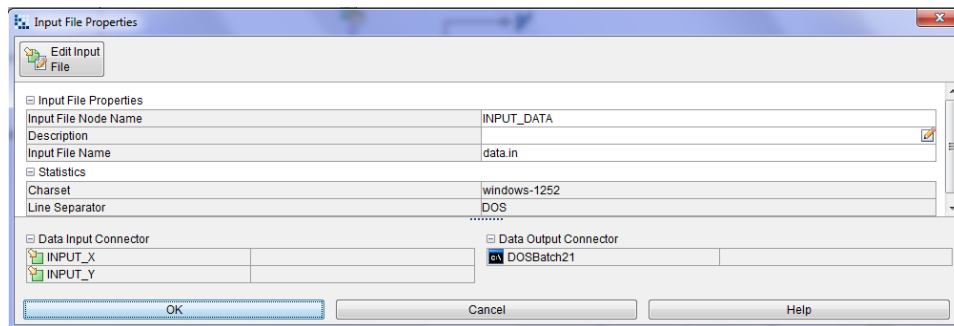 Input File Properties
Edit Input
File
Input File Properties
Input File Node Name INPUT_DATA
Description
Input File Name data.in
Statistics
Charset windows-1252
Line Separator DOS
Data Input Connector
INPUT_X
INPUT_Y
Data Output Connector
DOSBatch21
OK Cancel Help